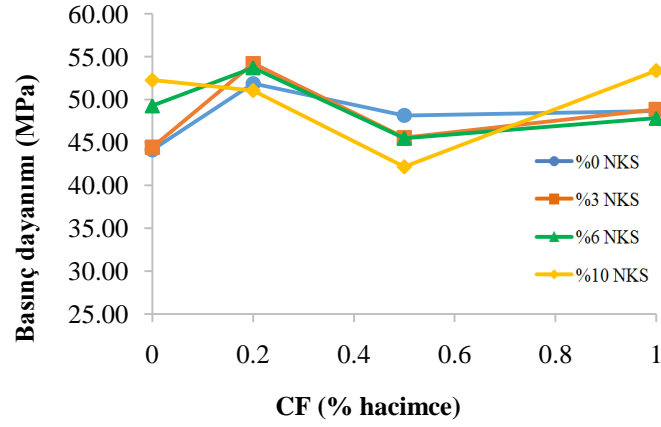 60.00
55.00
50.00
45.00
40.00
35.00
30.00
25.00
Basınç dayanımı (MPa)
0
0.2
0.4
0.6
0.8
1
CF (% hacimce)
%0 NKS
%3 NKS
%6 NKS
%10 NKS